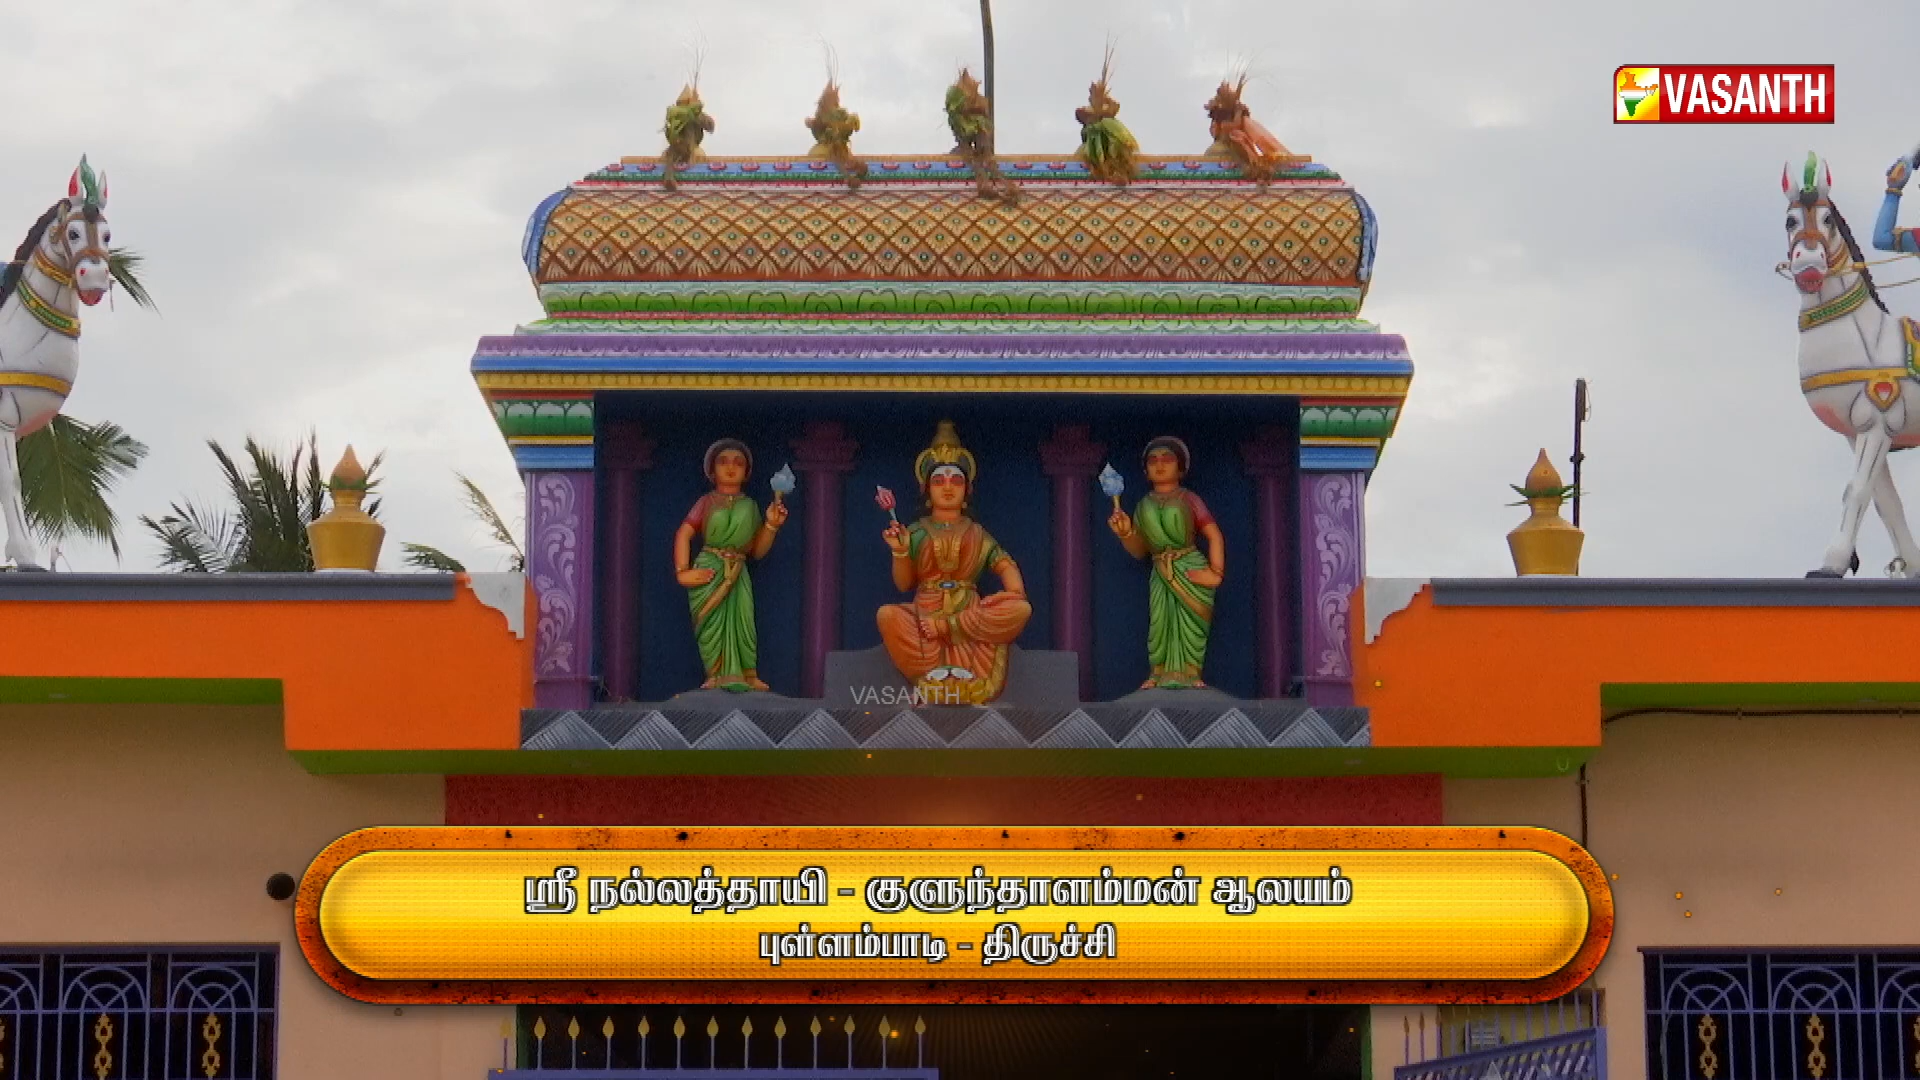 VASANTH
VASANTH
ஸ்ரீ நல்லத்தாயி - குளுந்தாளம்மன் ஆலயம்
புள்ளம்பாடி - திருச்சி